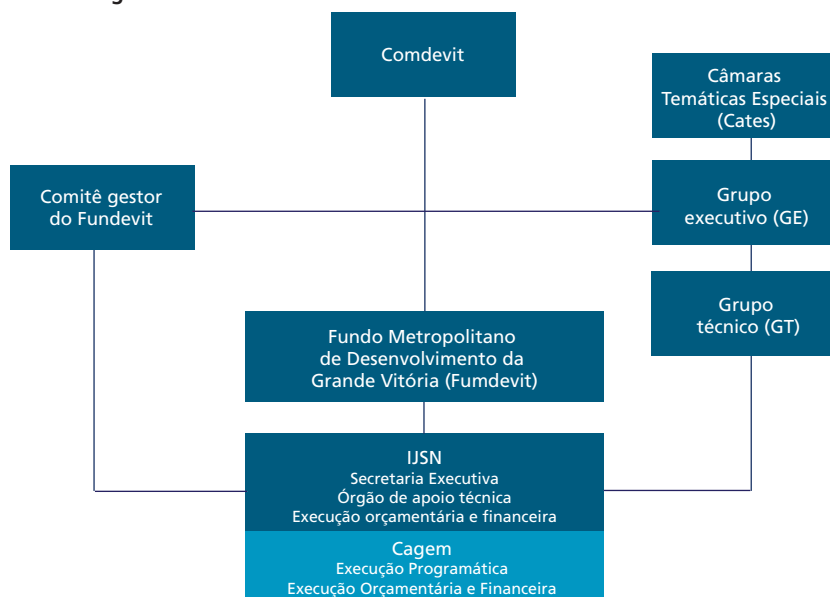 Comdevit
Câmaras
Temáticas Especiais
(Cates)
Comitê gestor
do Fundevit
Grupo
executivo (GE)
Grupo
técnico (GT)
Fundo Metropolitano
de Desenvolvimento da
Grande Vitória (Fumdevit)
IJSN
Secretaria Executiva
Órgão de apoio técnica
Execução orçamentária e financeira
Cagem
Execução Programática
Execução Orçamentária e Financeira